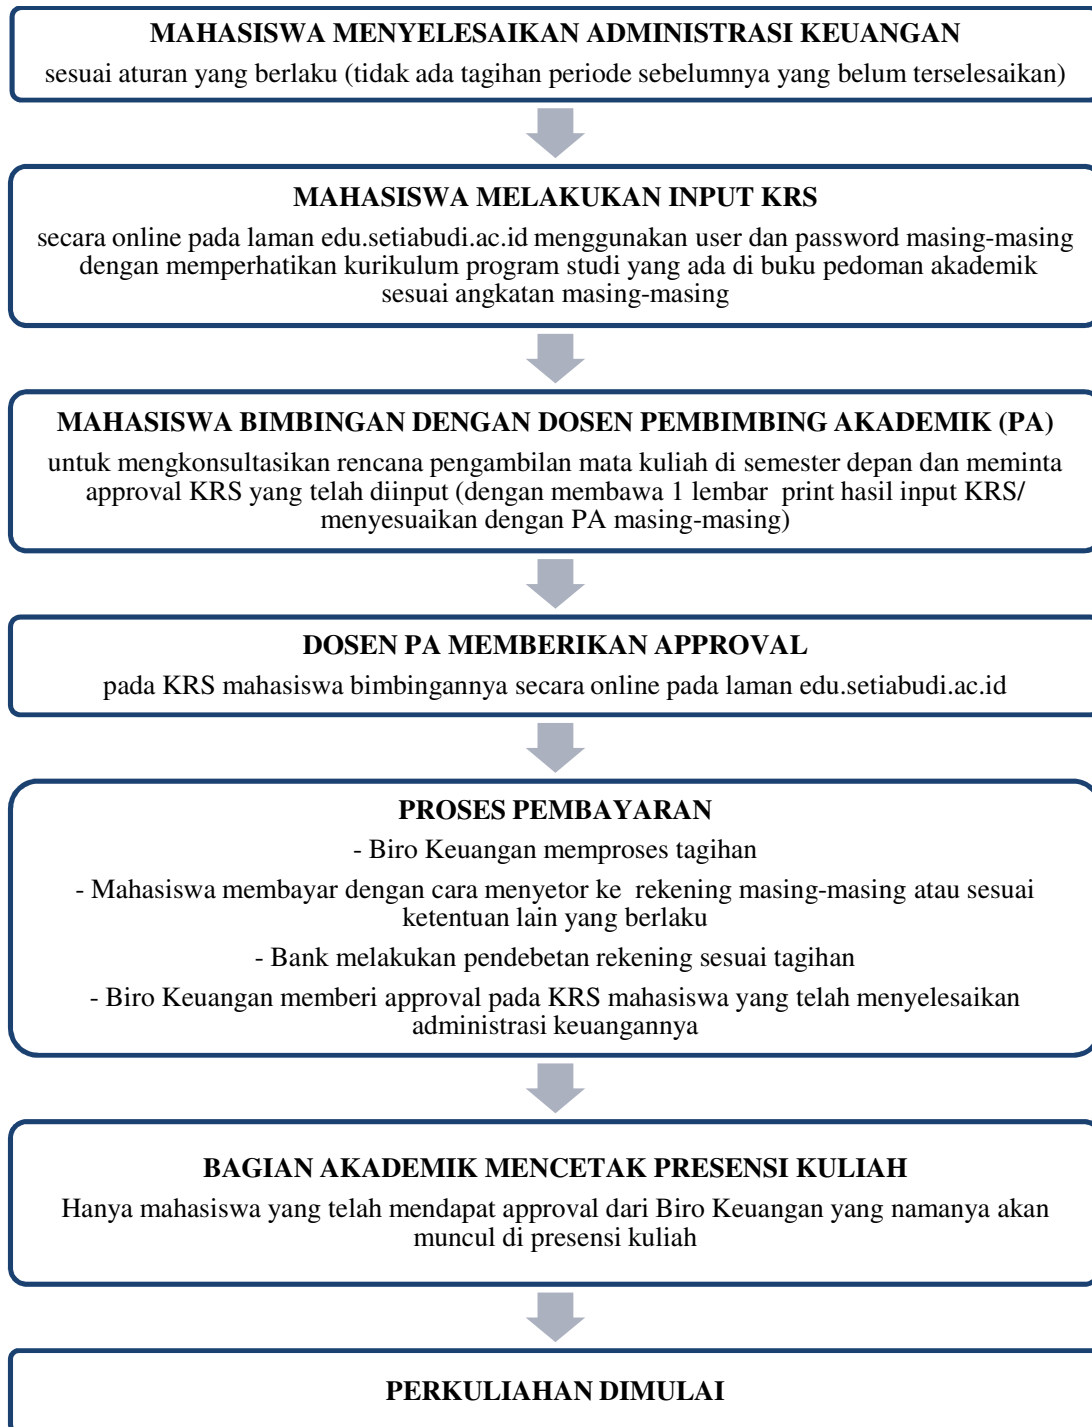 MAHASISWA MENYELESAIKAN ADMINISTRASI KEUANGAN
sesuai aturan yang berlaku (tidak ada tagihan periode sebelumnya yang belum terselesaikan)
MAHASISWA MELAKUKAN INPUT KRS
secara online pada laman edu.setiabudi.ac.id menggunakan user dan password masing-masing
dengan memperhatikan kurikulum program studi yang ada di buku pedoman akademik
sesuai angkatan masing-masing
MAHASISWA BIMBINGAN DENGAN DOSEN PEMBIMBING AKADEMIK (PA)
untuk mengkonsultasikan rencana pengambilan mata kuliah di semester depan dan meminta
approval KRS yang telah diinput (dengan membawa 1 lembar print hasil input KRS/
menyesuaikan dengan PA masing-masing)
DOSEN PA MEMBERIKAN APPROVAL
pada KRS mahasiswa bimbingannya secara online pada laman edu.setiabudi.ac.id
PROSES PEMBAYARAN
- Biro Keuangan memproses tagihan
- Mahasiswa membayar dengan cara menyetor ke rekening masing-masing atau sesuai
ketentuan lain yang berlaku
- Bank melakukan pendebetan rekening sesuai tagihan
- Biro Keuangan memberi approval pada KRS mahasiswa yang telah menyelesaikan
administrasi keuangannya
BAGIAN AKADEMIK MENCETAK PRESENSI KULIAH
Hanya mahasiswa yang telah mendapat approval dari Biro Keuangan yang namanya akan
muncul di presensi kuliah
PERKULIAHAN DIMULAI